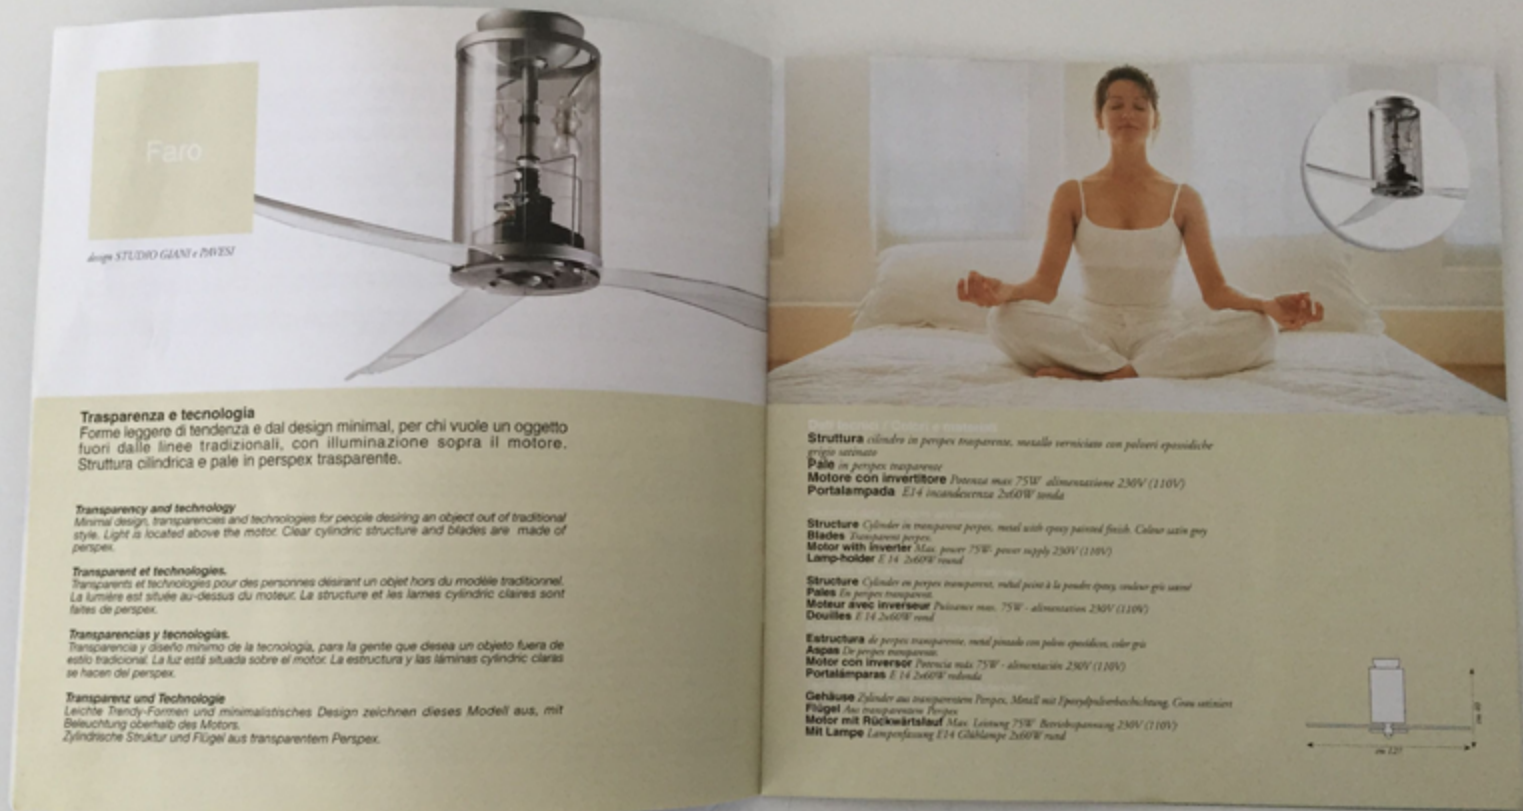 Faro
design STUDIO GIANI e PAVESI
Trasparenza e tecnologia
Forme leggere di tendenza e dal design minimal, per chi vuole un oggetto
fuori dalle linee tradizionali, con illuminazione sopra il motore.
Struttura cilindrica e pale in perspex trasparente.
Transparency and technology
Minimal design, transparencies and technologies for people desiring an object out of traditional
style. Light is located above the motor. Clear cylindric structure and blades are made of
perspex.
Transparent et technologies.
Transparents et technologies pour des personnes désirant un objet hors du modèle traditionnel.
La lumière est située au-dessus du moteur. La structure et les lames cylindric claires sont
faites de perspex.
Transparencias y tecnologías.
Transparencia y diseño mínimo de la tecnología, para la gente que desea un objeto fuera de
estilo tradicional. La luz está situada sobre el motor. La estructura y las láminas cylindric claras
se hacen del perspex.
Transparenz und Technologie
Leichte Trendy-Formen und minimalistisches Design zeichnen dieses Modell aus, mit
Beleuchtung oberhalb des Motors.
Zylindrische Struktur und Flügel aus transparentem Perspex.
Struttura cilindro in perspex trasparente, metallo verniciato con polveri epossidiche
grigio satinato
Pale in perspex trasparente
Motore con invertitore Potenza max 75W alimentazione 230V (110V)
Portalampada E14 incandescenza 2x60W tonda
Structure Cylinder in transparent perpex, metal with epoxy painted finish. Colour satin grey
Blades Transparent perpex.
Motor with inverter Max. power 75W- power supply 230V (110V)
Lamp-holder E 14 2x60W round
Structure Cylindre en perpex transparent, métal peint à la poudre époxy, couleur gris satiné
Pales En perpex transparent.
Moteur avec inverseur Puissance max. 75W - alimentation 230V (110V)
Douilles E 14 2x60W rond
Estructura de perpex transparente, metal pintado con polvo epoxídico, color gris
Aspas De perpex transparente.
Motor con inversor Potencia máx 75W - alimentación 230V (110V)
Portalámparas E 14 2x60W redonda
Gehäuse Zylinder aus transparentem Perspex, Metall mit Epoxydpulverbeschichtung, Grau satiniert
Flügel Aus transparentem Perspex
Motor mit Rückwärtslauf Max. Leistung 75W Betriebsspannung 230V (110V)
Mit Lampe Lampenfassung E14 Glühlampe 2x60W rund